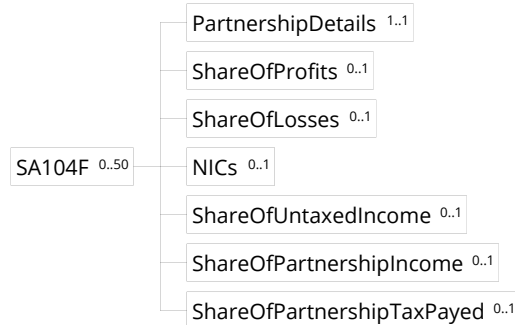 PartnershipDetails 1..1
ShareOfProfits 0..1
ShareOfLosses 0..1
SA104F 0..50
NICs 0..1
ShareOfUntaxedIncome 0..1
ShareOfPartnershipIncome 0..1
ShareOfPartnershipTaxPayed 0..1